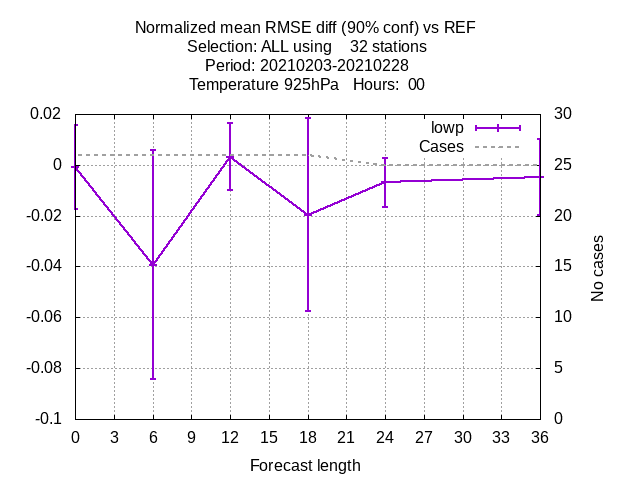 Normalized mean RMSE diff (90% conf) vs REF
Selection: ALL using    32 stations
Period: 20210203-20210228
Temperature 925hPa   Hours:  00
0.02
0
-0.02
-0.04
-0.06
-0.08
-0.1
lowp
Cases
30
25
20
15
10
5
0
No cases
0 3 6 9 12 15 18 21 24 27 30 33 36
Forecast length